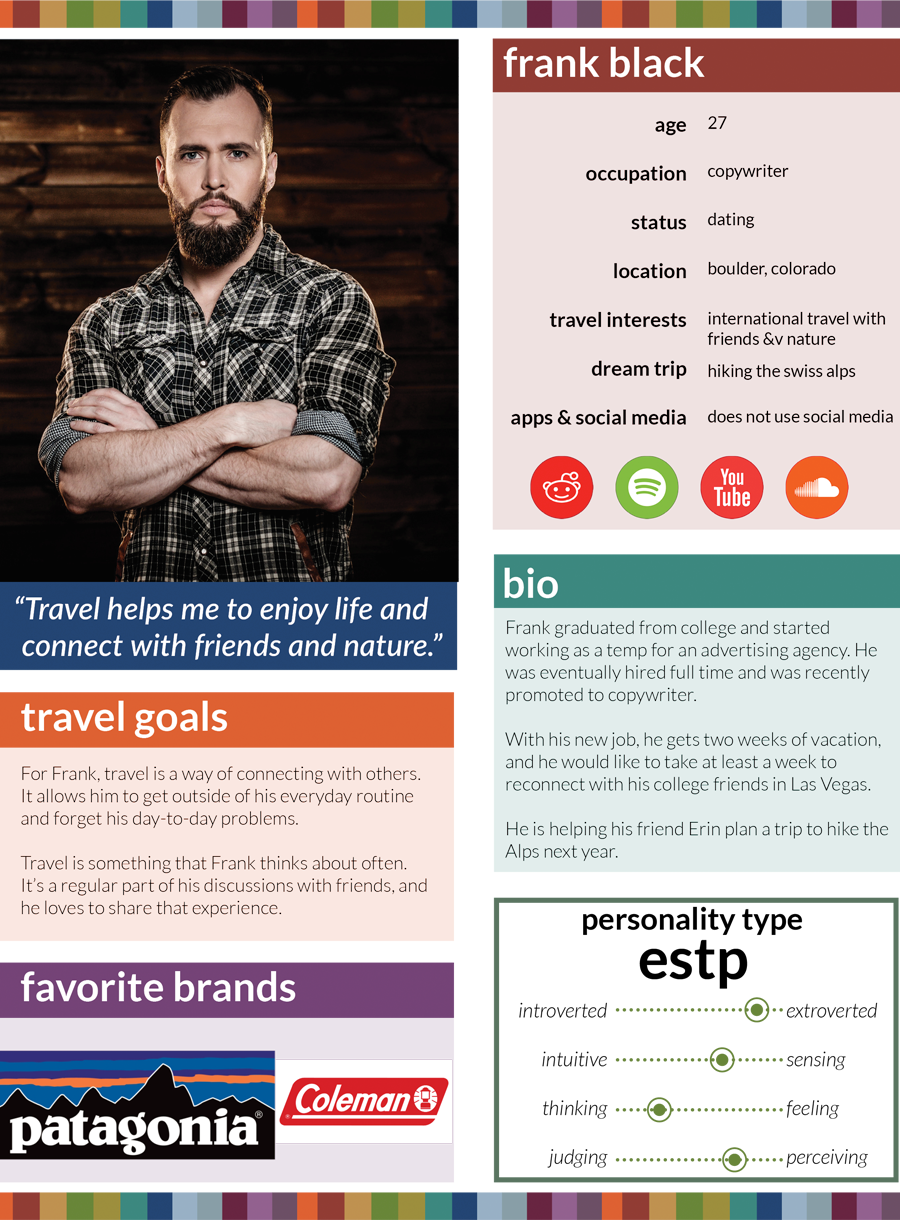 frank black
age 27
occupation copywriter
status dating
location boulder, colorado
travel interests international travel with
friends &v nature
dream trip hiking the swiss alps
apps & social media does not use social media
You
Tube
“Travel helps me to enjoy life and
connect with friends and nature.”
travel goals
For Frank, travel is a way of connecting with others.
It allows him to get outside of his everyday routine
and forget his day-to-day problems.
Travel is something that Frank thinks about often.
It’s a regular part of his discussions with friends, and
he loves to share that experience.
favorite brands
patagonia®
Coleman®
bio
Frank graduated from college and started
working as a temp for an advertising agency. He
was eventually hired full time and was recently
promoted to copywriter.
With his new job, he gets two weeks of vacation,
and he would like to take at least a week to
reconnect with his college friends in Las Vegas.
He is helping his friend Erin plan a trip to hike the
Alps next year.
personality type
estp
introverted extroverted
intuitive sensing
thinking feeling
judging perceiving